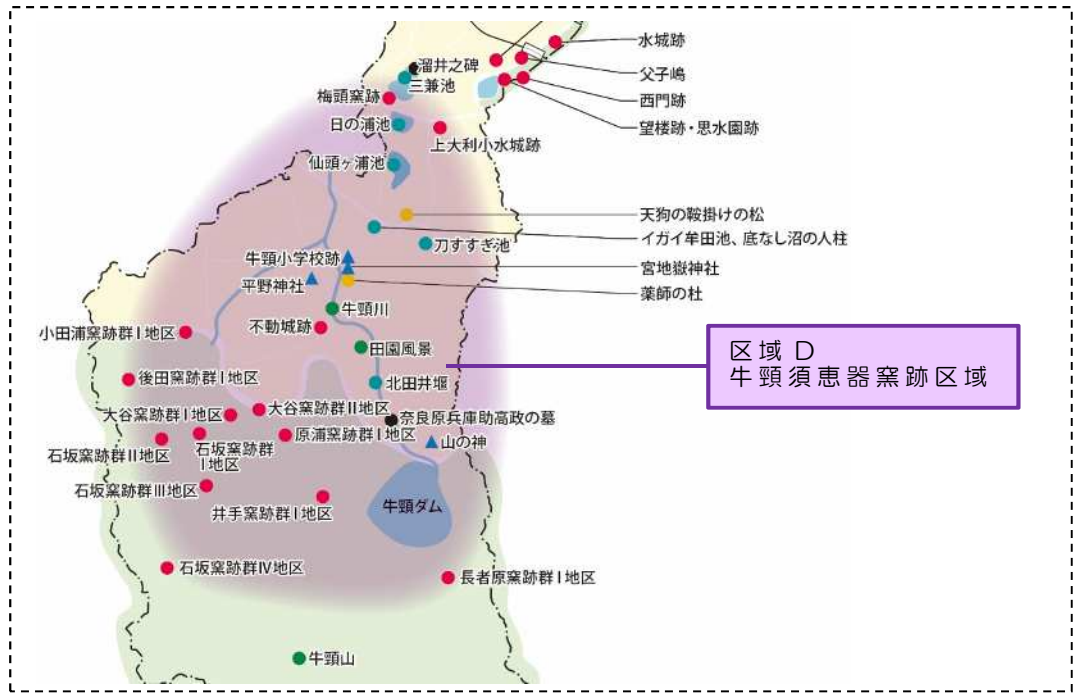 水城跡
溜井之碑
父子嶋
三兼池
梅頭窯跡
西門跡
日の浦池
望楼跡・思水園跡
上大利小水城跡
仙頭ヶ浦池
天狗の鞍掛けの松
イガイ牟田池、底なし沼の人柱
刀すすぎ池
牛頸小学校跡
宮地嶽神社
平野神社
薬師の杜
牛頸川
不動城跡
小田浦窯跡群Ⅰ地区
田園風景
区域 D
牛頸須恵器窯跡区域
後田窯跡群Ⅰ地区
北田井堰
大谷窯跡群Ⅱ地区
大谷窯跡群Ⅰ地区
奈良原兵庫助高政の墓
原浦窯跡群Ⅰ地区
山の神
石坂窯跡群
Ⅰ地区
石坂窯跡群Ⅱ地区
石坂窯跡群Ⅲ地区
井手窯跡群Ⅰ地区
牛頸ダム
石坂窯跡群Ⅳ地区
長者原窯跡群Ⅰ地区
牛頸山